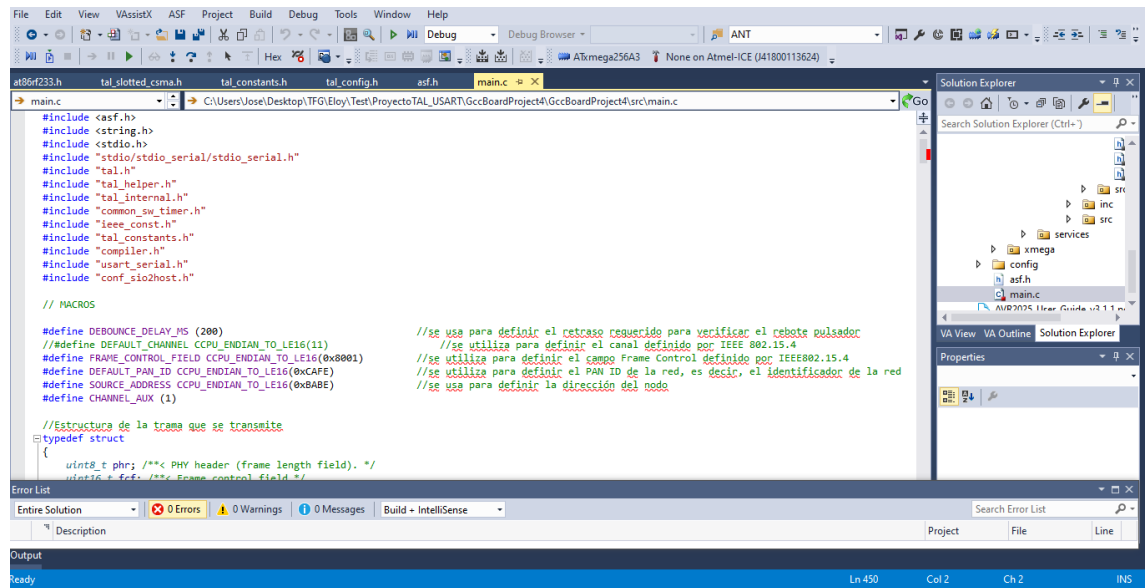 File Edit View VAssistX ASF Project Build Debug Tools Window Help
Debug Debug Browser ANT
Hex ATxmega256A3 None on Atmel-ICE (J41800113624)
at86rf233.h tal_slotted_csma.h tal_constants.h tal_config.h asf.h main.c
main.c C:\Users\Jose\Desktop\TFG\Eloy\Test\ProyectoTAL_USART\GccBoardProject4\GccBoardProject4\src\main.c Go
#include <asf.h>
#include <string.h>
#include <stdio.h>
#include "stdio/stdio_serial/stdio_serial.h"
#include "tal.h"
#include "tal_helper.h"
#include "tal_internal.h"
#include "common_sw_timer.h"
#include "ieee_const.h"
#include "tal_constants.h"
#include "compiler.h"
#include "usart_serial.h"
#include "conf_sio2host.h"
// MACROS
#define DEBOUNCE_DELAY_MS (200) //se usa para definir el retraso requerido para verificar el rebote pulsador
//#define DEFAULT_CHANNEL CCPU_ENDIAN_TO_LE16(11) //se utiliza para definir el canal definido por IEEE 802.15.4
#define FRAME_CONTROL_FIELD CCPU_ENDIAN_TO_LE16(0x8001) //se utiliza para definir el campo Frame Control definido por IEEE802.15.4
#define DEFAULT_PAN_ID CCPU_ENDIAN_TO_LE16(0xCAFE) //se utiliza para definir el PAN ID de la red, es decir, el identificador de la red
#define SOURCE_ADDRESS CCPU_ENDIAN_TO_LE16(0xBABE) //se usa para definir la dirección del nodo
#define CHANNEL_AUX (1)
//Estructura de la trama que se transmite
typedef struct
{
uint8_t phr; /**< PHY header (frame length field). */
uint16_t fcf; /**< Frame control field */
Solution Explorer
Search Solution Explorer (Ctrl+´)
src
inc
src
services
xmega
config
asf.h
main.c
AVR2025_User_Guide_v3.1.1
VA View VA Outline Solution Explorer
Properties
Error List
Entire Solution 0 Errors 0 Warnings 0 Messages Build + IntelliSense Search Error List
Description Project File Line
Output
Ready Ln 450 Col 2 Ch 2 INS